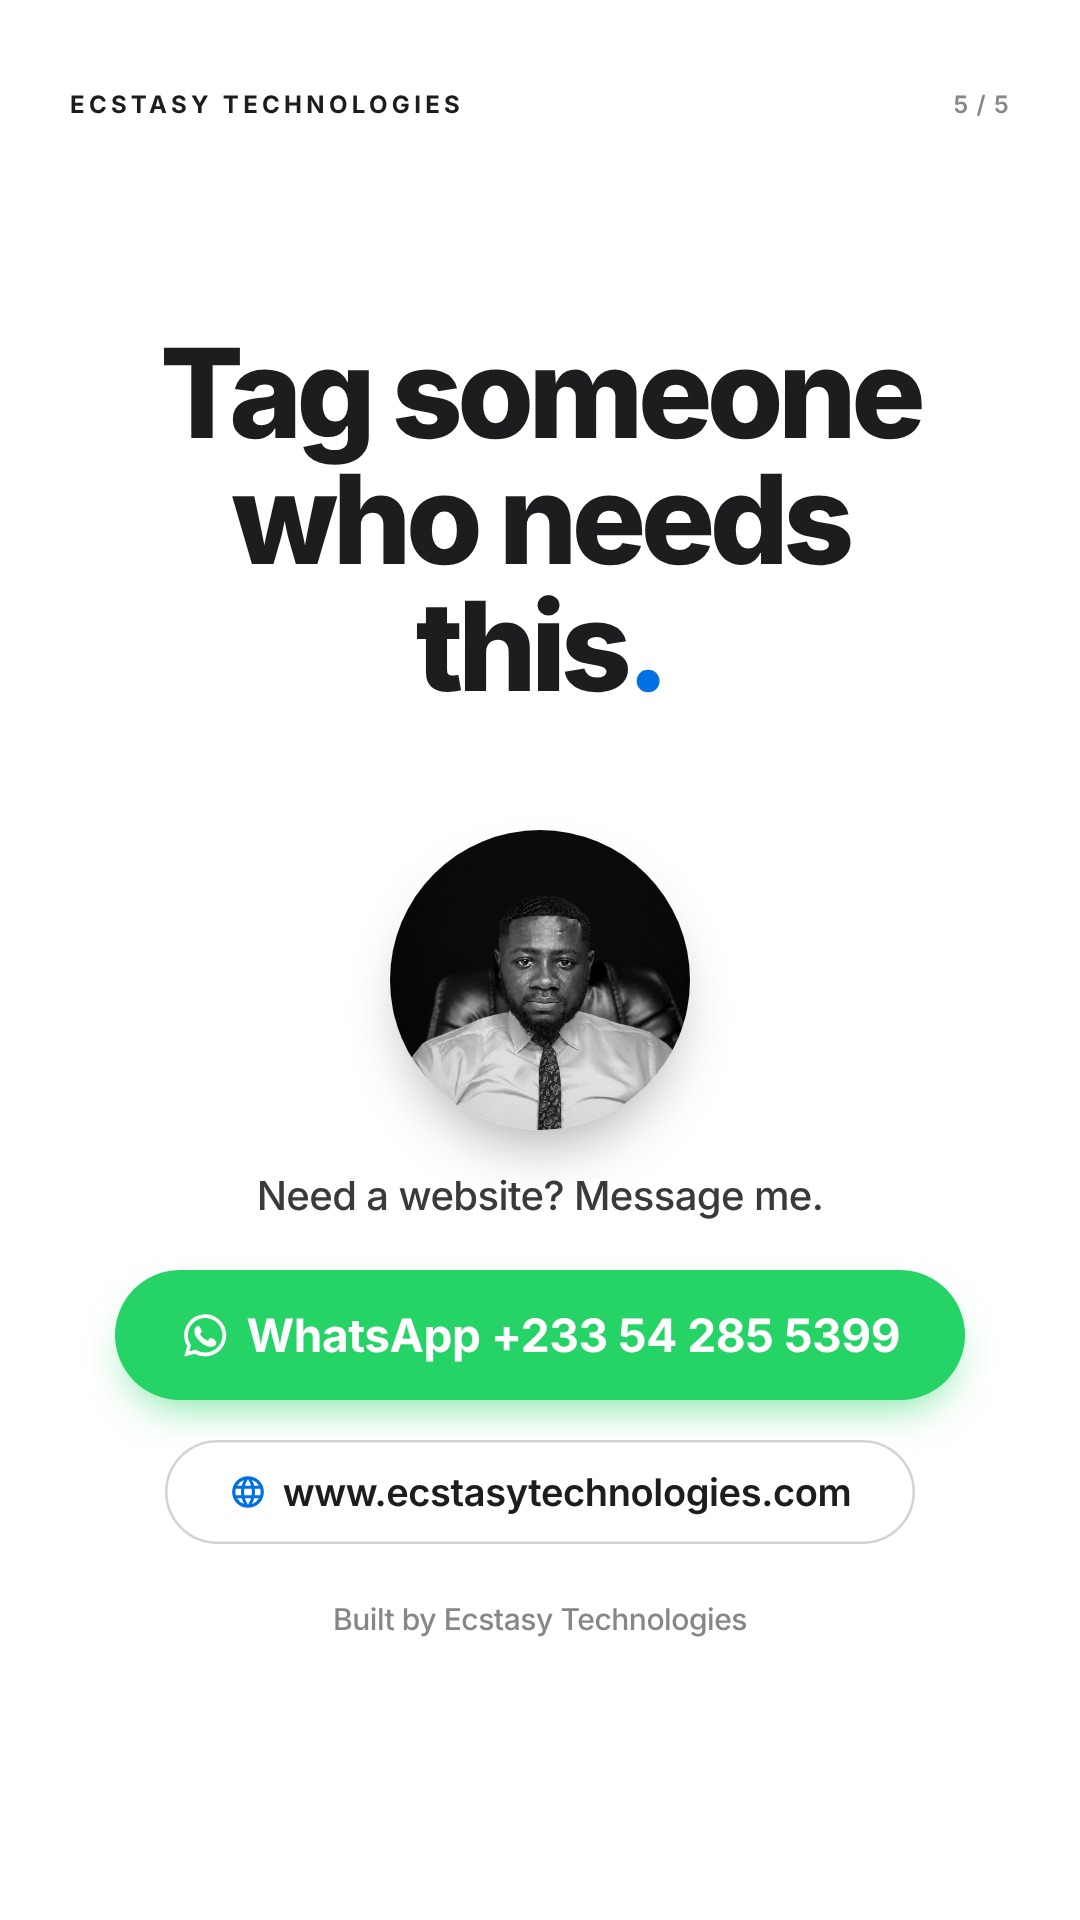 ECSTASY TECHNOLOGIES
5 / 5
Tag someone
who needs
this.
Need a website? Message me.
WhatsApp +233 54 285 5399
www.ecstasytechnologies.com
Built by Ecstasy Technologies